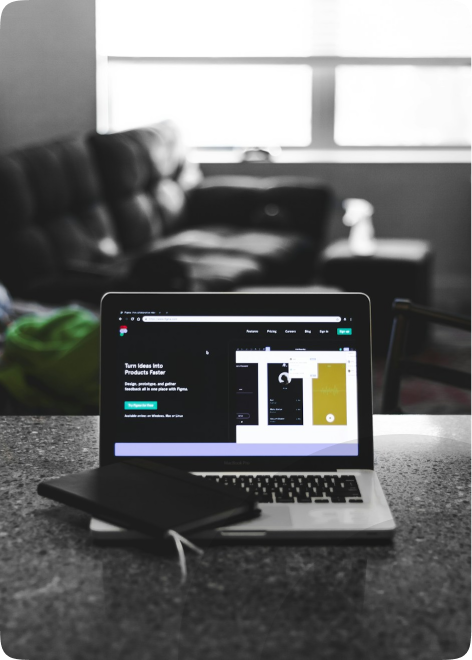 Features Pricing Careers Blog Sign in Sign up
Turn Ideas Into
Products Faster
Design, prototype, and gather
feedback all in one place with Figma.
Try Figma for free
Available online · on Windows, Mac or Linux